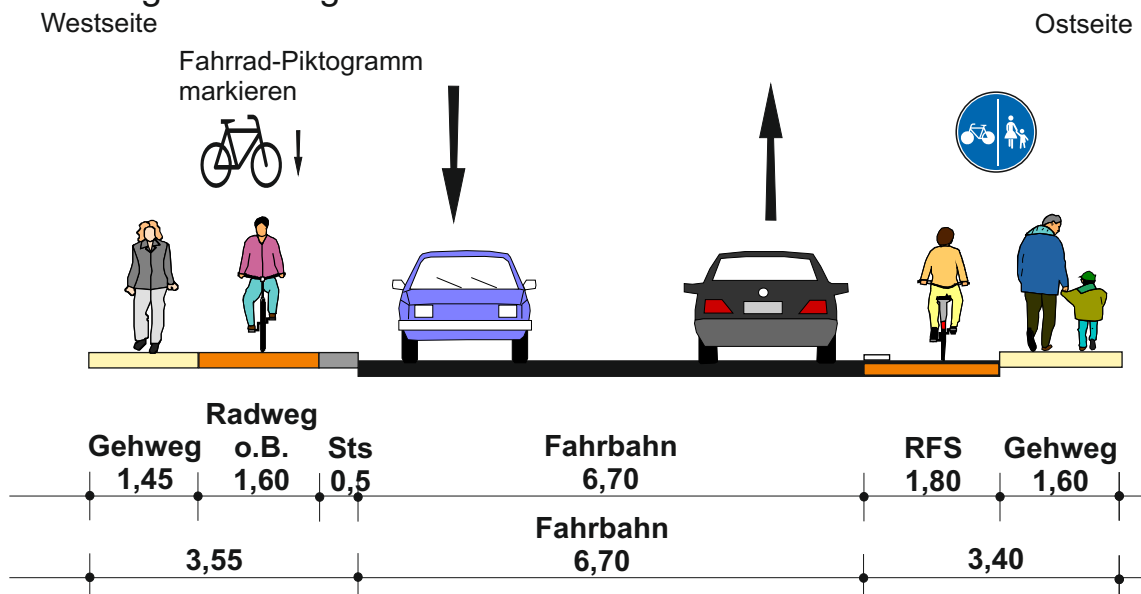 Westseite
Ostseite
Fahrrad-Piktogramm
markieren
Gehweg
1,45
Radweg
o.B.
1,60
Sts
0,5
Fahrbahn
6,70
RFS
1,80
Gehweg
1,60
3,55
Fahrbahn
6,70
3,40